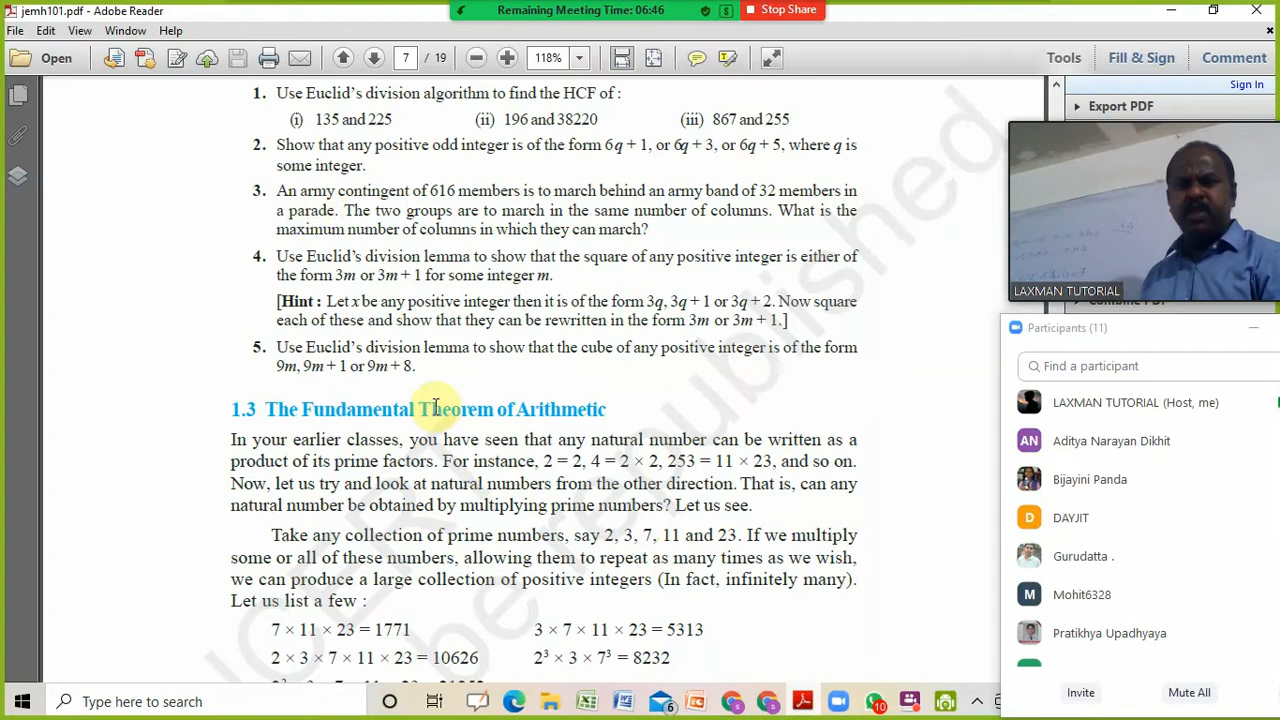 jemh101.pdf - Adobe Reader
Remaining Meeting Time: 06:46
Stop Share
File Edit View Window Help
Open
7 / 19
118%
Tools
Fill & Sign
Comment
Sign In
Export PDF
1. Use Euclid's division algorithm to find the HCF of :
(i) 135 and 225 (ii) 196 and 38220 (iii) 867 and 255
2. Show that any positive odd integer is of the form 6q + 1, or 6q + 3, or 6q + 5, where q is
some integer.
3. An army contingent of 616 members is to march behind an army band of 32 members in
a parade. The two groups are to march in the same number of columns. What is the
maximum number of columns in which they can march?
4. Use Euclid's division lemma to show that the square of any positive integer is either of
the form 3m or 3m + 1 for some integer m.
[Hint : Let x be any positive integer then it is of the form 3q, 3q + 1 or 3q + 2. Now square
each of these and show that they can be rewritten in the form 3m or 3m + 1.]
5. Use Euclid's division lemma to show that the cube of any positive integer is of the form
9m, 9m + 1 or 9m + 8.
1.3 The Fundamental Theorem of Arithmetic
In your earlier classes, you have seen that any natural number can be written as a
product of its prime factors. For instance, 2 = 2, 4 = 2 × 2, 253 = 11 × 23, and so on.
Now, let us try and look at natural numbers from the other direction. That is, can any
natural number be obtained by multiplying prime numbers? Let us see.
Take any collection of prime numbers, say 2, 3, 7, 11 and 23. If we multiply
some or all of these numbers, allowing them to repeat as many times as we wish,
we can produce a large collection of positive integers (In fact, infinitely many).
Let us list a few :
7 × 11 × 23 = 1771 3 × 7 × 11 × 23 = 5313
2 × 3 × 7 × 11 × 23 = 10626 2³ × 3 × 7³ = 8232
be republished
LAXMAN TUTORIAL
Participants (11)
Find a participant
LAXMAN TUTORIAL (Host, me)
AN Aditya Narayan Dikhit
Bijayini Panda
D DAYJIT
Gurudatta .
M Mohit6328
Pratikhya Upadhyaya
Invite
Mute All
Type here to search
6
10